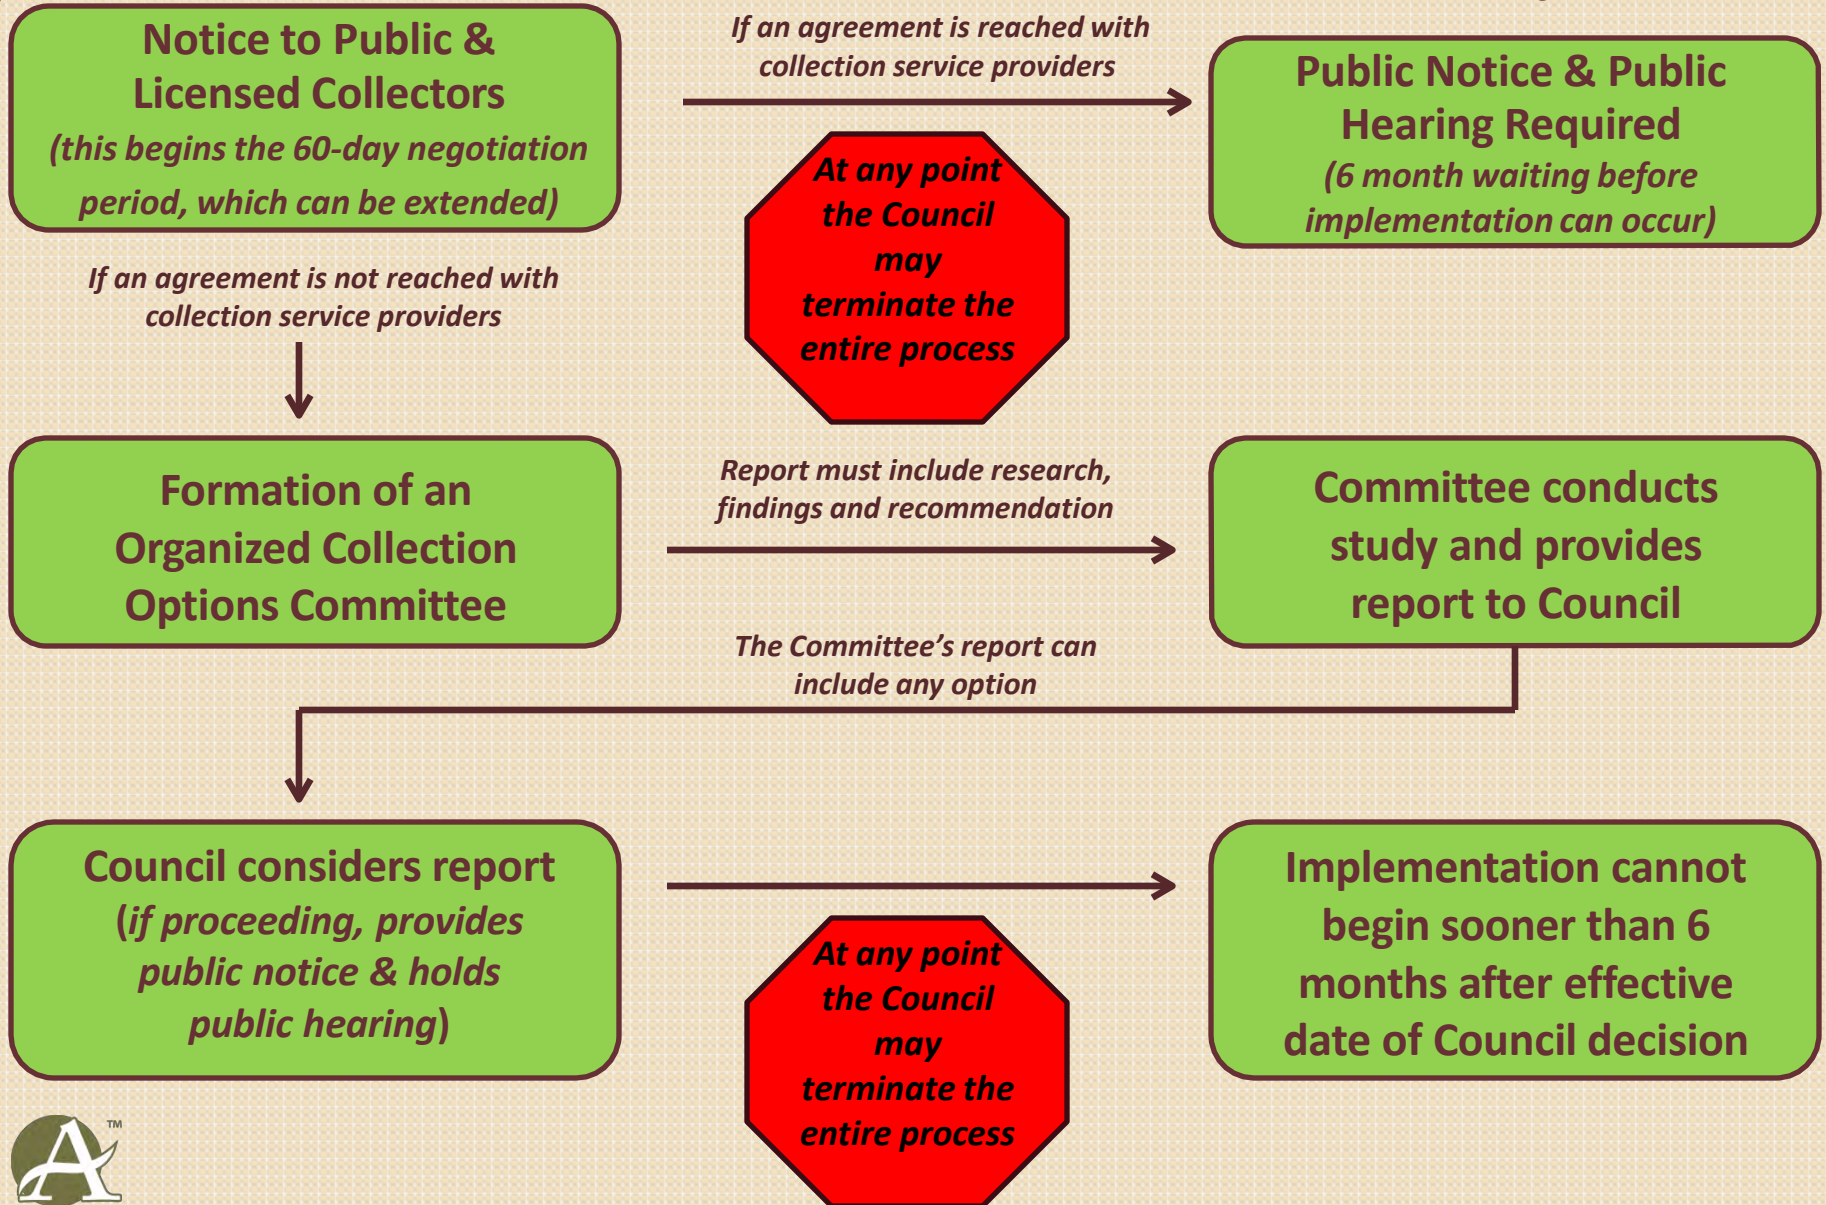 Notice to Public &
Licensed Collectors
(this begins the 60-day negotiation
period, which can be extended)
If an agreement is reached with
collection service providers
Public Notice & Public
Hearing Required
(6 month waiting before
implementation can occur)
At any point
the Council
may
terminate the
entire process
If an agreement is not reached with
collection service providers
Formation of an
Organized Collection
Options Committee
Report must include research,
findings and recommendation
Committee conducts
study and provides
report to Council
The Committee’s report can
include any option
Council considers report
(if proceeding, provides
public notice & holds
public hearing)
At any point
the Council
may
terminate the
entire process
Implementation cannot
begin sooner than 6
months after effective
date of Council decision
A™